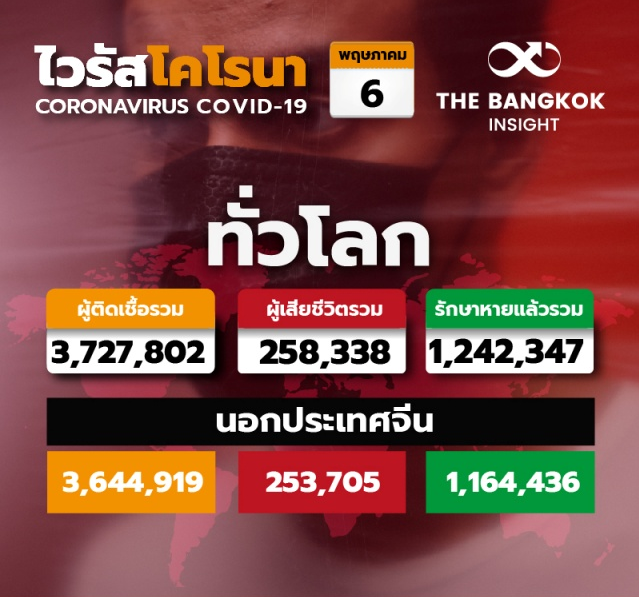 ไวรัสโคโรนา
CORONAVIRUS COVID-19
พฤษภาคม
6
THE BANGKOK
INSIGHT
ทั่วโลก
ผู้ติดเชื้อรวม ผู้เสียชีวิตรวม รักษาหายแล้วรวม
3,727,802 258,338 1,242,347
นอกประเทศจีน
3,644,919 253,705 1,164,436